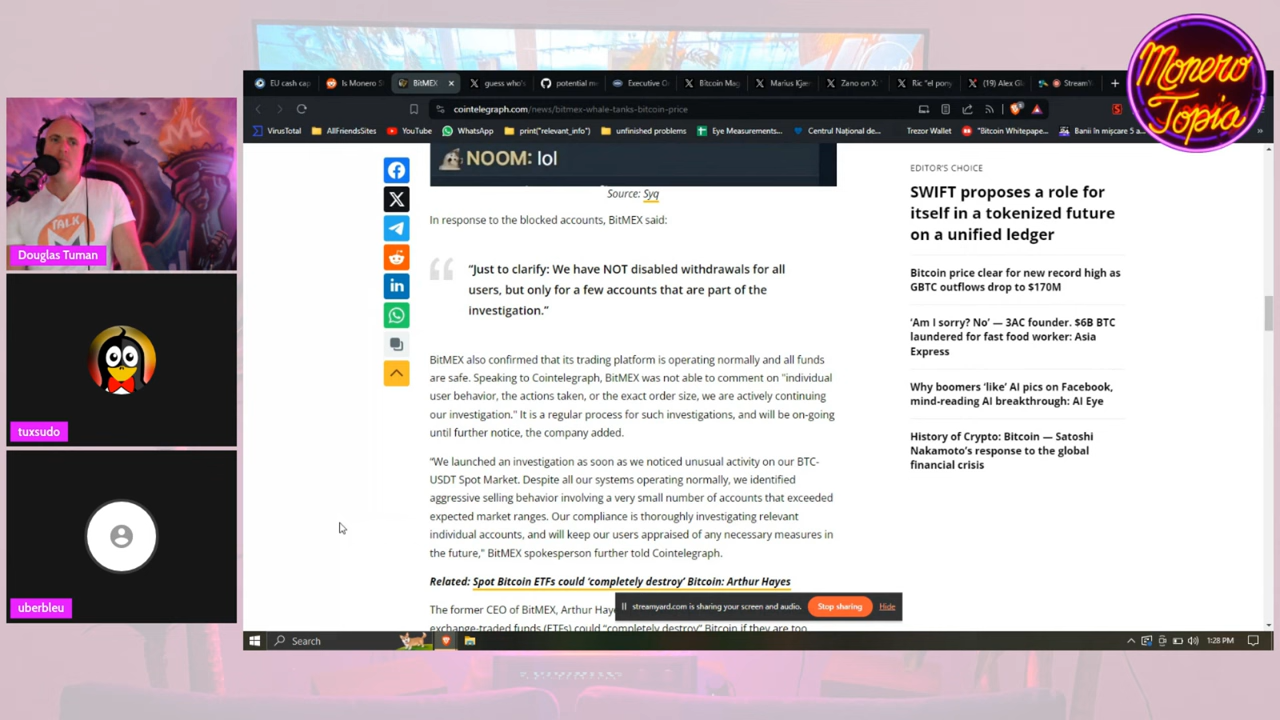 Monero
Topia
EU cash cap
Is Monero S
BitMEX
guess who's
potential m
Executive O
Bitcoin Mag
Marius Kjær
Zano on X:
Ric "el pony
(19) Alex Gl
Stream
cointelegraph.com/news/bitmex-whale-tanks-bitcoin-price
VirusTotal
AllFriendsSites
YouTube
WhatsApp
print("relevant_info")
unfinished problems
Eye Measurements...
Centrul Național de...
Trezor Wallet
"Bitcoin Whitepape...
Banii în mișcare 5 a...
NOOM: lol
Source: Syq
In response to the blocked accounts, BitMEX said:
“Just to clarify: We have NOT disabled withdrawals for all
users, but only for a few accounts that are part of the
investigation.”
BitMEX also confirmed that its trading platform is operating normally and all funds
are safe. Speaking to Cointelegraph, BitMEX was not able to comment on "individual
user behavior, the actions taken, or the exact order size, we are actively continuing
our investigation." It is a regular process for such investigations, and will be on-going
until further notice, the company added.
“We launched an investigation as soon as we noticed unusual activity on our BTC-
USDT Spot Market. Despite all our systems operating normally, we identified
aggressive selling behavior involving a very small number of accounts that exceeded
expected market ranges. Our compliance is thoroughly investigating relevant
individual accounts, and will keep our users appraised of any necessary measures in
the future,” BitMEX spokesperson further told Cointelegraph.
Related: Spot Bitcoin ETFs could ‘completely destroy’ Bitcoin: Arthur Hayes
The former CEO of BitMEX, Arthur Haye
exchange-traded funds (ETFs) could “completely destroy” Bitcoin if they are too
EDITOR'S CHOICE
SWIFT proposes a role for
itself in a tokenized future
on a unified ledger
Bitcoin price clear for new record high as
GBTC outflows drop to $170M
‘Am I sorry? No’ — 3AC founder. $6B BTC
laundered for fast food worker: Asia
Express
Why boomers ‘like’ AI pics on Facebook,
mind-reading AI breakthrough: AI Eye
History of Crypto: Bitcoin — Satoshi
Nakamoto’s response to the global
financial crisis
streamyard.com is sharing your screen and audio.
Stop sharing
Hide
Search
1:28 PM
TALK
Douglas Tuman
tuxsudo
uberbleu